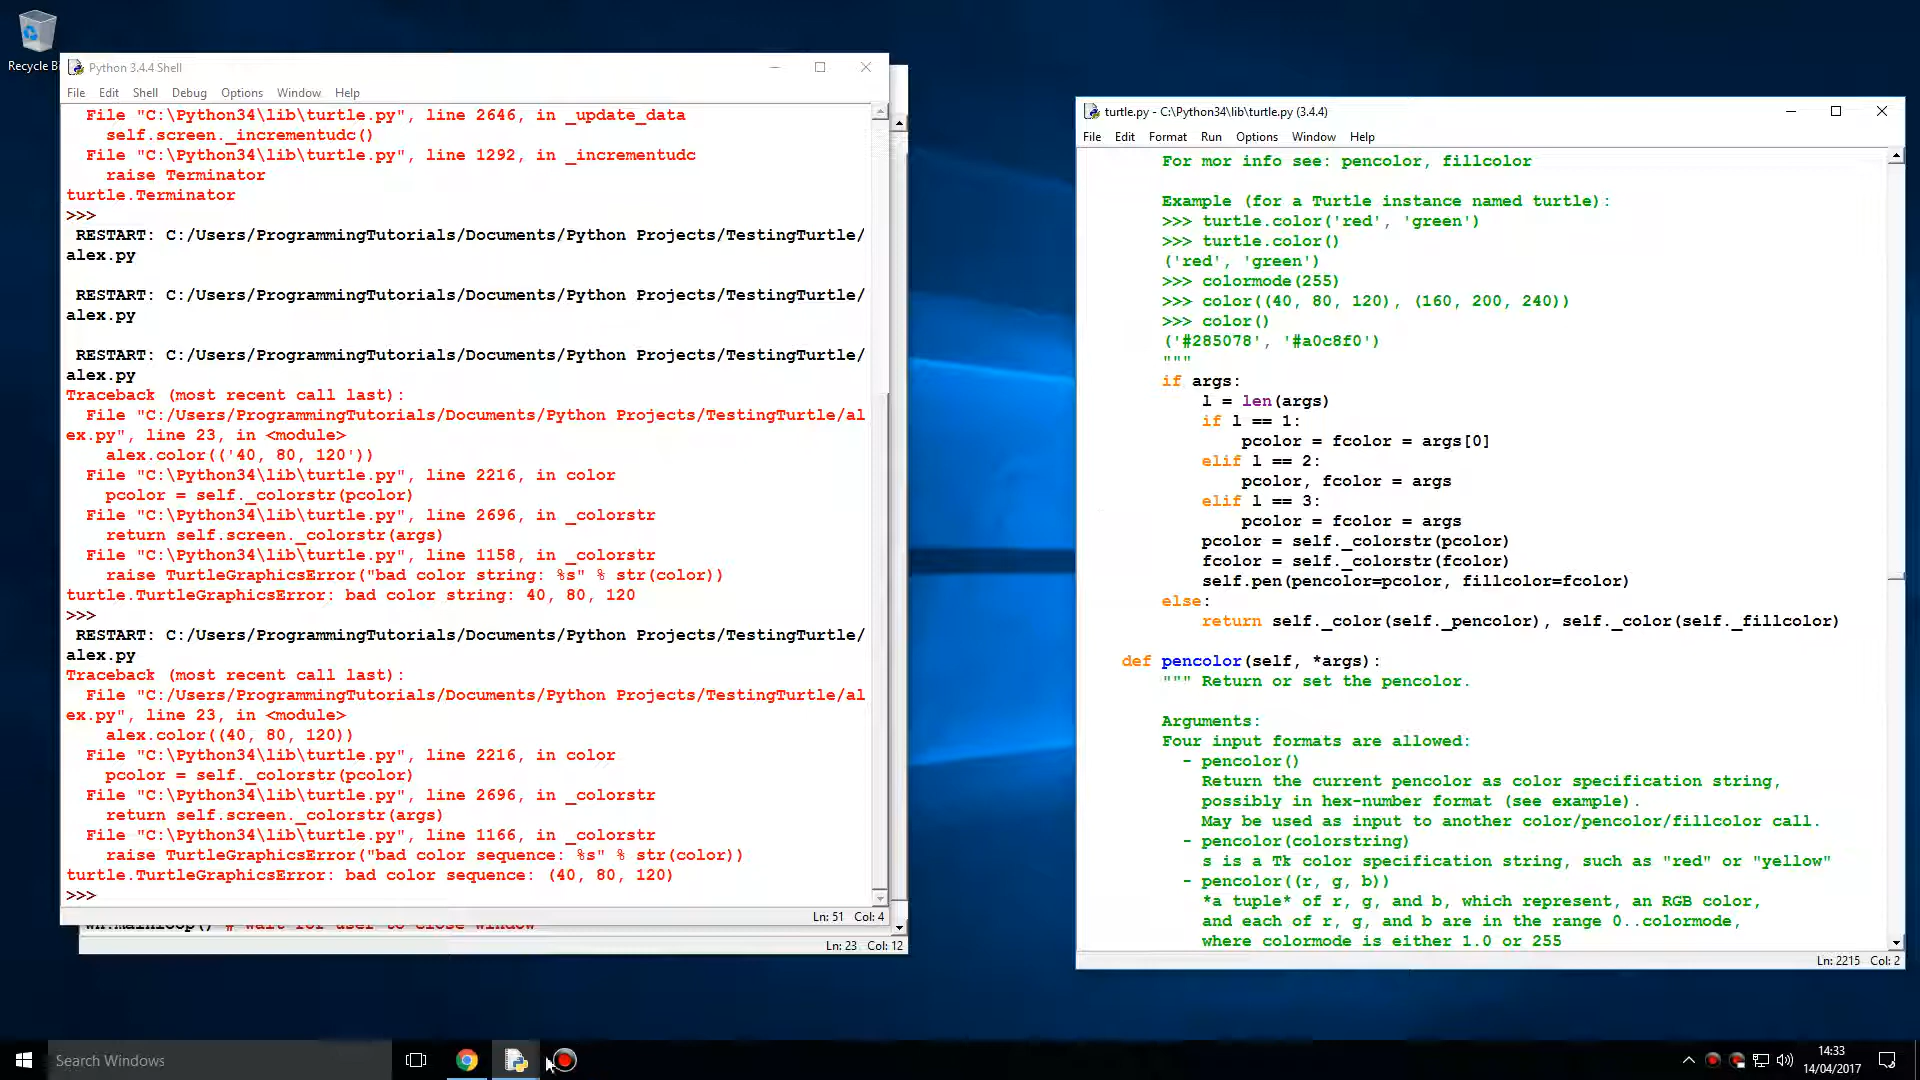 Recycle Bi
Python 3.4.4 Shell
File Edit Shell Debug Options Window Help
File "C:\Python34\lib\turtle.py", line 2646, in _update_data
self.screen._incrementudc()
File "C:\Python34\lib\turtle.py", line 1292, in _incrementudc
raise Terminator
turtle.Terminator
>>>
RESTART: C:/Users/ProgrammingTutorials/Documents/Python Projects/TestingTurtle/
alex.py
RESTART: C:/Users/ProgrammingTutorials/Documents/Python Projects/TestingTurtle/
alex.py
RESTART: C:/Users/ProgrammingTutorials/Documents/Python Projects/TestingTurtle/
alex.py
Traceback (most recent call last):
File "C:/Users/ProgrammingTutorials/Documents/Python Projects/TestingTurtle/al
ex.py", line 23, in <module>
alex.color(('40, 80, 120'))
File "C:\Python34\lib\turtle.py", line 2216, in color
pcolor = self._colorstr(pcolor)
File "C:\Python34\lib\turtle.py", line 2696, in _colorstr
return self.screen._colorstr(args)
File "C:\Python34\lib\turtle.py", line 1158, in _colorstr
raise TurtleGraphicsError("bad color string: %s" % str(color))
turtle.TurtleGraphicsError: bad color string: 40, 80, 120
>>>
RESTART: C:/Users/ProgrammingTutorials/Documents/Python Projects/TestingTurtle/
alex.py
Traceback (most recent call last):
File "C:/Users/ProgrammingTutorials/Documents/Python Projects/TestingTurtle/al
ex.py", line 23, in <module>
alex.color((40, 80, 120))
File "C:\Python34\lib\turtle.py", line 2216, in color
pcolor = self._colorstr(pcolor)
File "C:\Python34\lib\turtle.py", line 2696, in _colorstr
return self.screen._colorstr(args)
File "C:\Python34\lib\turtle.py", line 1166, in _colorstr
raise TurtleGraphicsError("bad color sequence: %s" % str(color))
turtle.TurtleGraphicsError: bad color sequence: (40, 80, 120)
>>>
Ln: 51 Col: 4
wn.mainloop() # wait for user to close window
Ln: 23 Col: 12
turtle.py - C:\Python34\lib\turtle.py (3.4.4)
File Edit Format Run Options Window Help
For mor info see: pencolor, fillcolor
Example (for a Turtle instance named turtle):
>>> turtle.color('red', 'green')
>>> turtle.color()
('red', 'green')
>>> colormode(255)
>>> color((40, 80, 120), (160, 200, 240))
>>> color()
('#285078', '#a0c8f0')
"""
if args:
l = len(args)
if l == 1:
pcolor = fcolor = args[0]
elif l == 2:
pcolor, fcolor = args
elif l == 3:
pcolor = fcolor = args
pcolor = self._colorstr(pcolor)
fcolor = self._colorstr(fcolor)
self.pen(pencolor=pcolor, fillcolor=fcolor)
else:
return self._color(self._pencolor), self._color(self._fillcolor)
def pencolor(self, *args):
""" Return or set the pencolor.
Arguments:
Four input formats are allowed:
- pencolor()
Return the current pencolor as color specification string,
possibly in hex-number format (see example).
May be used as input to another color/pencolor/fillcolor call.
- pencolor(colorstring)
s is a Tk color specification string, such as "red" or "yellow"
- pencolor((r, g, b))
*a tuple* of r, g, and b, which represent, an RGB color,
and each of r, g, and b are in the range 0..colormode,
where colormode is either 1.0 or 255
Ln: 2215 Col: 2
Search Windows
14:33
14/04/2017